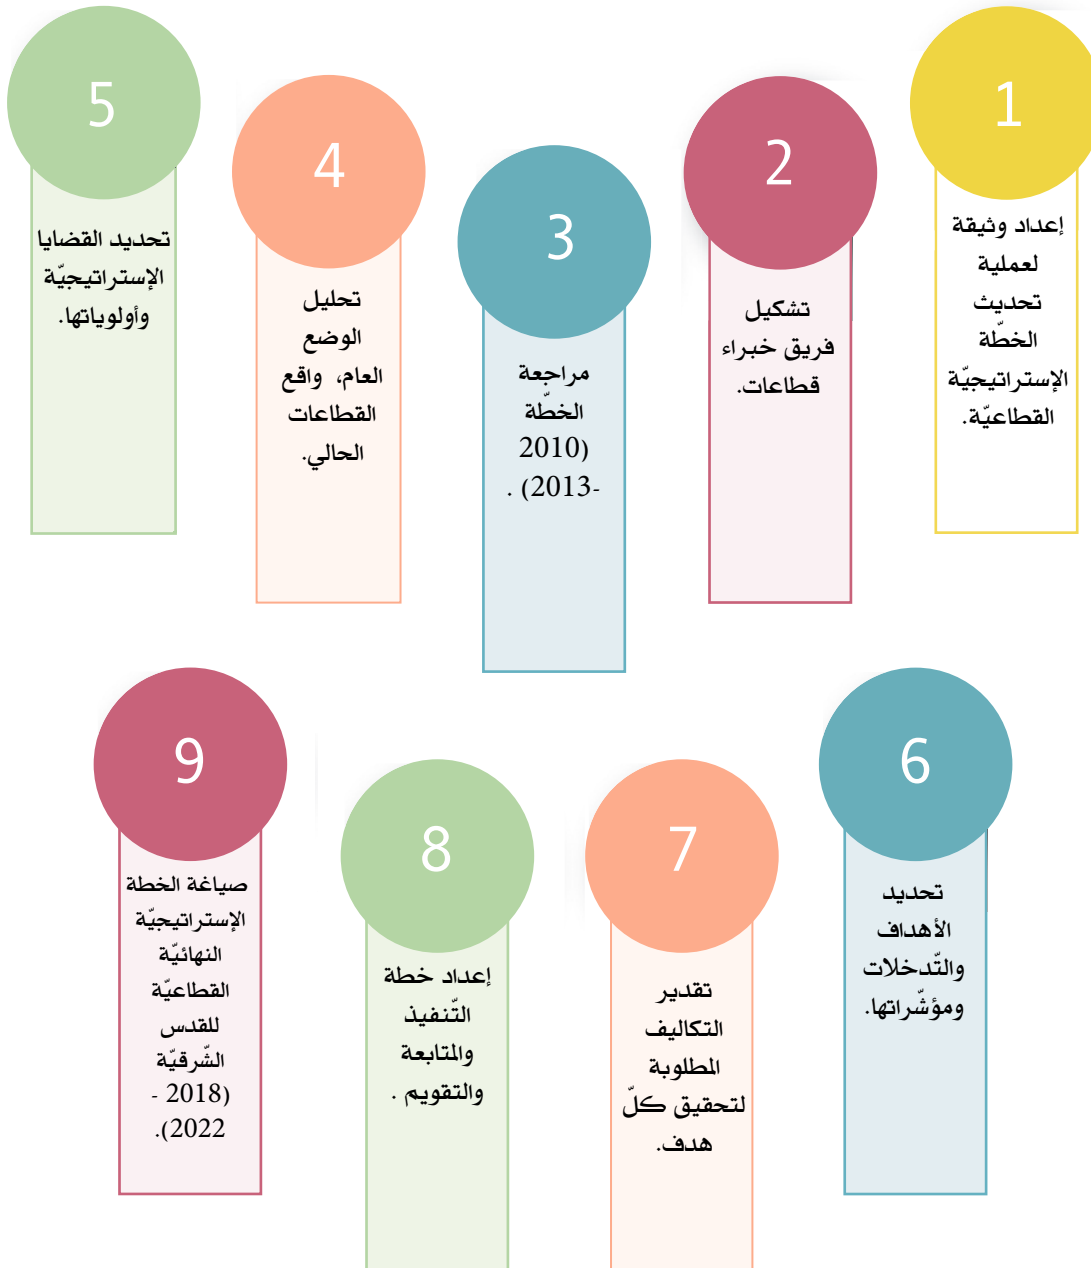 1
إعداد وثيقة
لعملية
تحديث
الخطّة
الإستراتيجيّة
القطاعيّة.
2
تشكيل
فريق خبراء
قطاعات.
3
مراجعة
الخطّة
(2010
-2013) .
4
تحليل
الوضع
العام، واقع
القطاعات
الحالي.
5
تحديد القضايا
الإستراتيجيّة
وأولوياتها.
6
تحديد
الأهداف
والتّدخلات
ومؤشّراتها.
7
تقدير
التكاليف
المطلوبة
لتحقيق كلّ
هدف.
8
إعداد خطة
التّنفيذ
والمتابعة
والتقويم .
9
صياغة الخطة
الإستراتيجيّة
النهائيّة
القطاعيّة
للقدس
الشّرقيّة
(2018 -
2022).